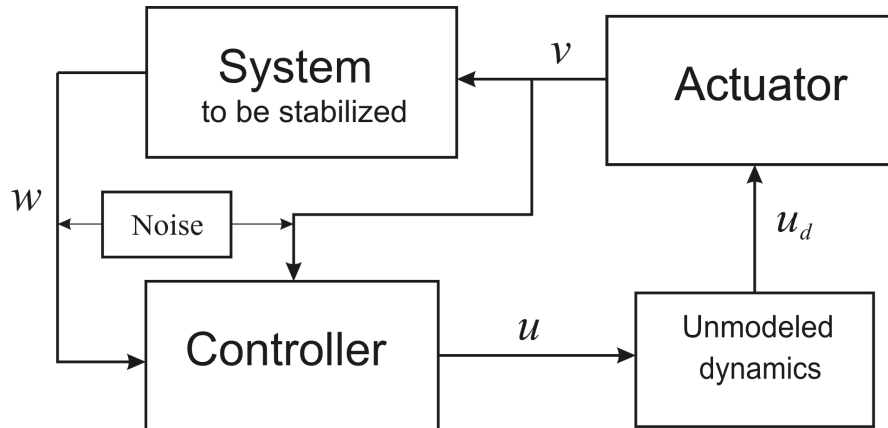 System
to be stabilized
v
Actuator
w
Noise
u_d
Controller
u
Unmodeled
dynamics